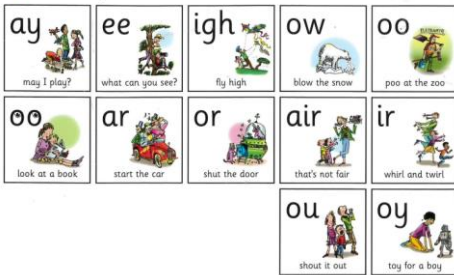 ay
may I play?
ee
what can you see?
igh
fly high
ow
blow the snow
oo
poo at the zoo
oo
look at a book
ar
start the car
or
shut the door
air
that's not fair
ir
whirl and twirl
ou
shout it out
oy
toy for a boy